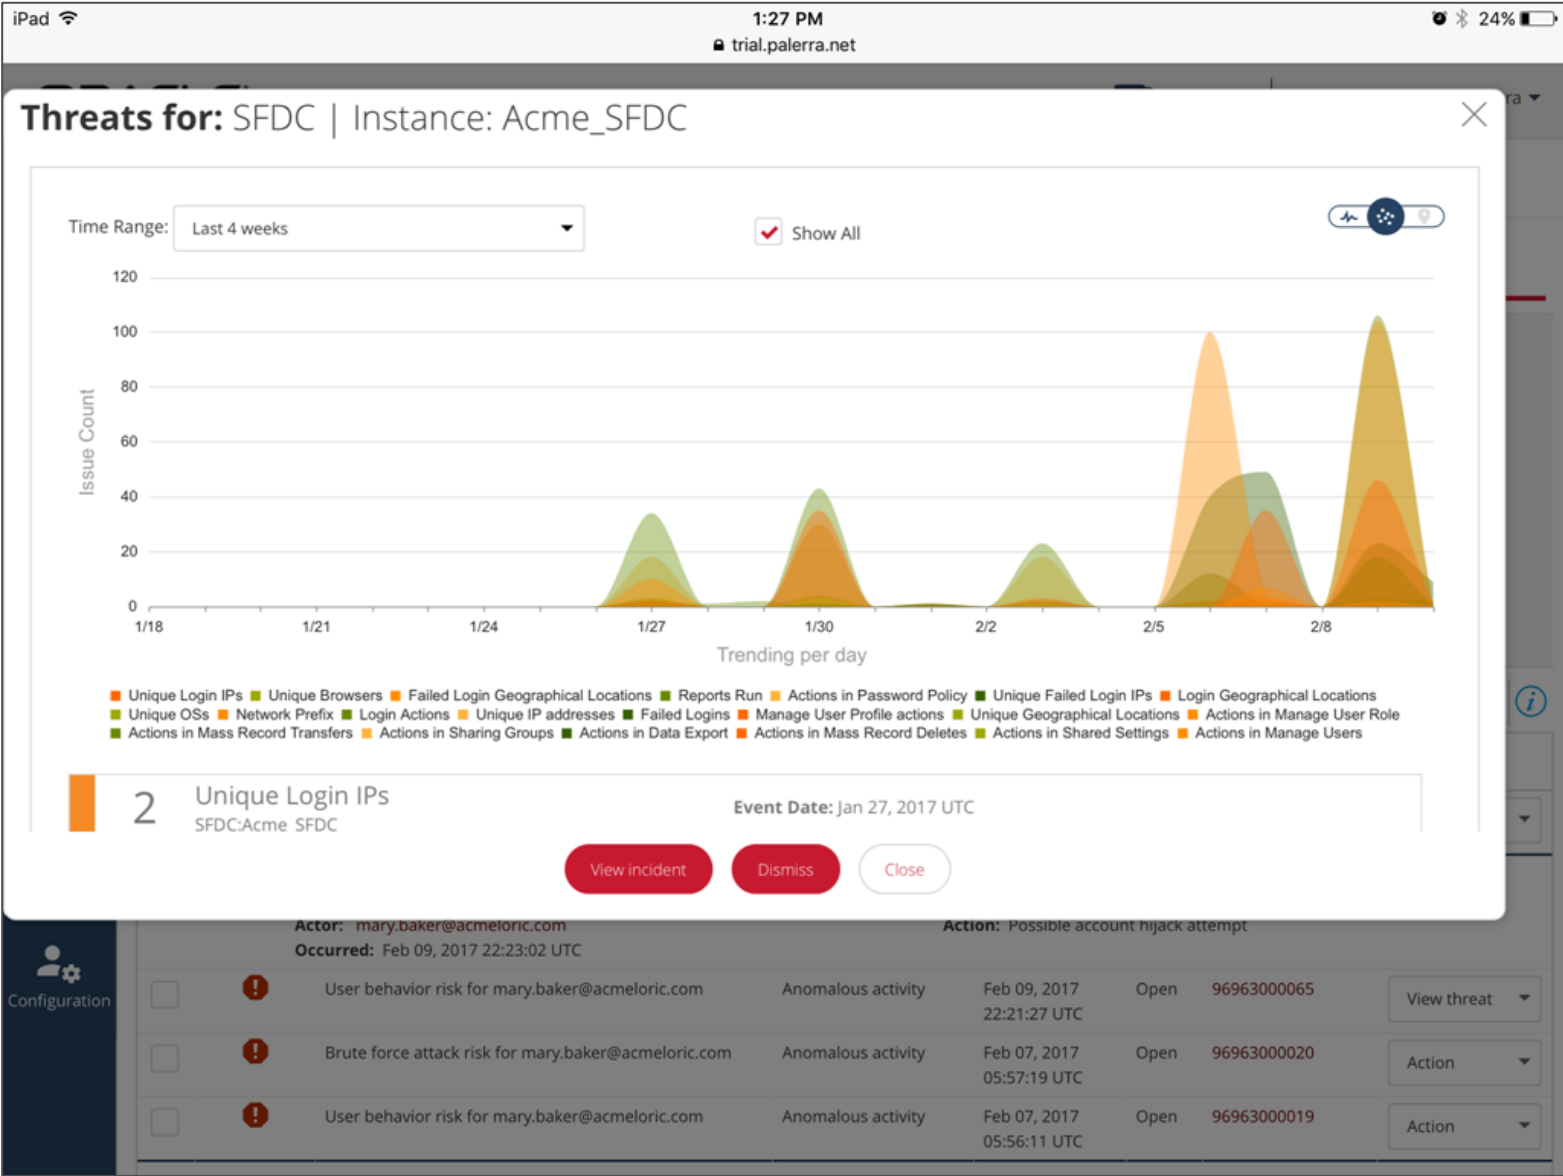 iPad
1:27 PM
24%
trial.palerra.net
ra
Threats for: SFDC | Instance: Acme_SFDC
Time Range:
Last 4 weeks
Show All
120
100
80
60
40
20
0
Issue Count
1/18 1/21 1/24 1/27 1/30 2/2 2/5 2/8
Trending per day
Unique Login IPs Unique Browsers Failed Login Geographical Locations Reports Run Actions in Password Policy Unique Failed Login IPs Login Geographical Locations
Unique OSs Network Prefix Login Actions Unique IP addresses Failed Logins Manage User Profile actions Unique Geographical Locations Actions in Manage User Role
Actions in Mass Record Transfers Actions in Sharing Groups Actions in Data Export Actions in Mass Record Deletes Actions in Shared Settings Actions in Manage Users
2
Unique Login IPs
SFDC:Acme_SFDC
Event Date: Jan 27, 2017 UTC
View incident
Dismiss
Close
Actor: mary.baker@acmeloric.com
Action: Possible account hijack attempt
Occurred: Feb 09, 2017 22:23:02 UTC
Configuration
User behavior risk for mary.baker@acmeloric.com Anomalous activity Feb 09, 2017 Open 96963000065 View threat
22:21:27 UTC
Brute force attack risk for mary.baker@acmeloric.com Anomalous activity Feb 07, 2017 Open 96963000020 Action
05:57:19 UTC
User behavior risk for mary.baker@acmeloric.com Anomalous activity Feb 07, 2017 Open 96963000019 Action
05:56:11 UTC